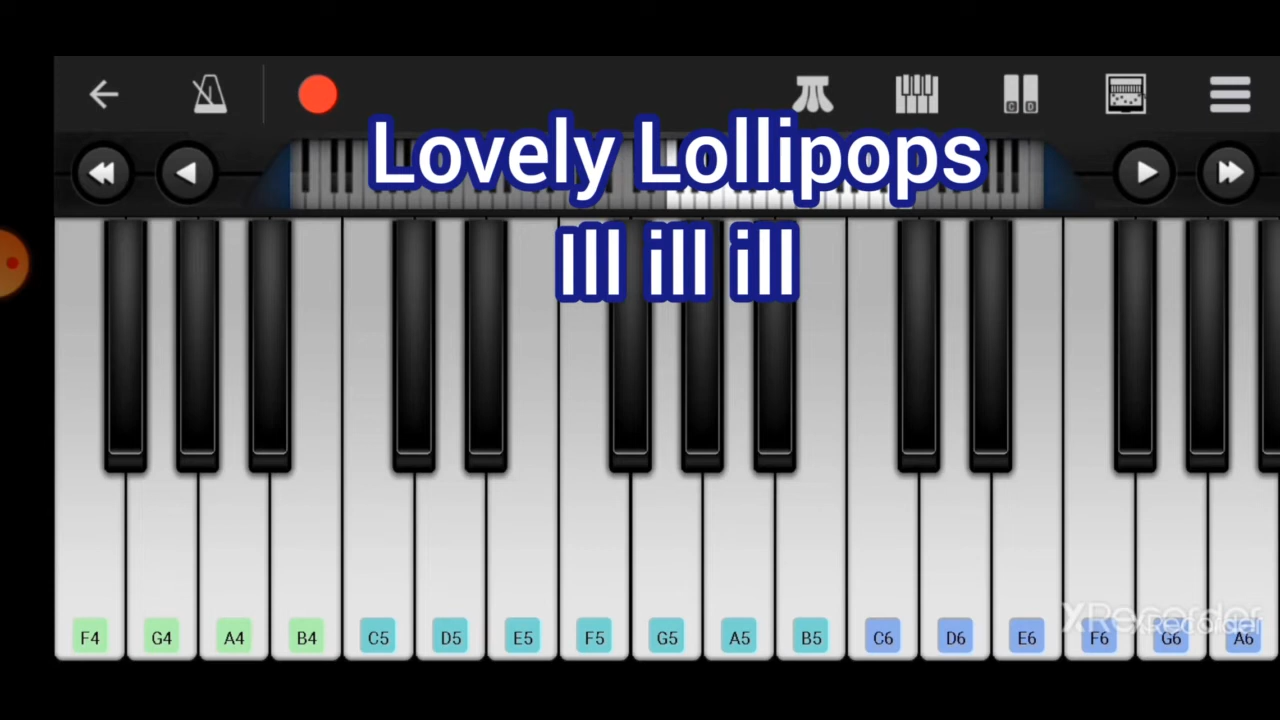 C D
Lovely Lollipops
Ill ill ill
F4 G4 A4 B4 C5 D5 E5 F5 G5 A5 B5 C6 D6 E6 F6 G6 A6
XRecorder
XRecorder